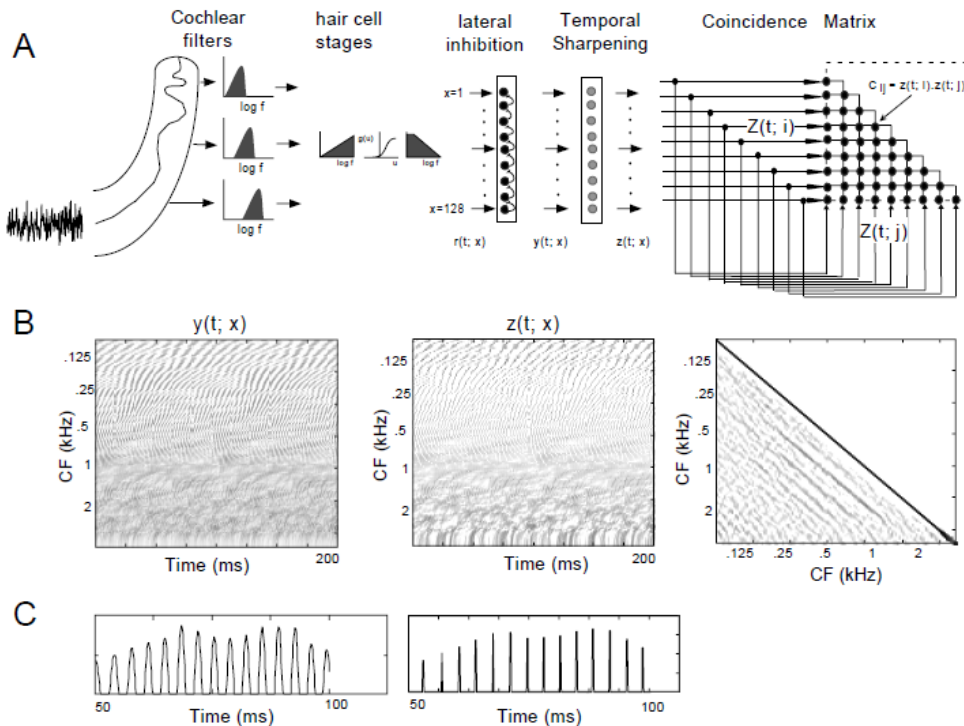 A
Cochlear filters
hair cell stages
lateral inhibition
Temporal Sharpening
Coincidence Matrix
log f
log f
log f
log f
g(u)
u
log f
x=1
x=128
r(t; x)
y(t; x)
z(t; x)
Z(t; i)
Z(t; j)
C ij = z(t; i).z(t; j)
B
y(t; x)
z(t; x)
CF (kHz)
.125
.25
.5
1
2
Time (ms)
200
CF (kHz)
.125
.25
.5
1
2
Time (ms)
200
.125
.25
.5
1
2
.125
.25
.5
1
2
CF (kHz)
C
50
100
Time (ms)
50
100
Time (ms)